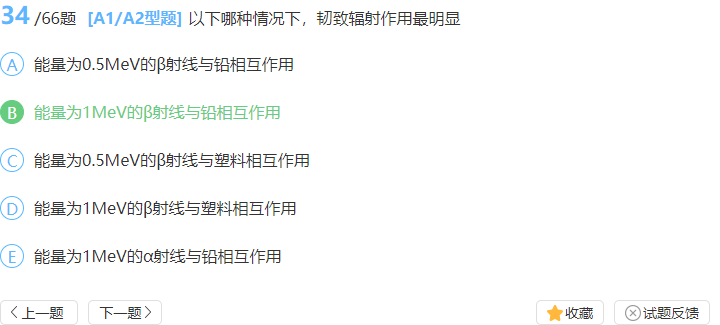 34 /66题 [A1/A2型题] 以下哪种情况下，轫致辐射作用最明显
A 能量为0.5MeV的β射线与铅相互作用
B 能量为1MeV的β射线与铅相互作用
C 能量为0.5MeV的β射线与塑料相互作用
D 能量为1MeV的β射线与塑料相互作用
E 能量为1MeV的α射线与铅相互作用
上一题 下一题 收藏 试题反馈